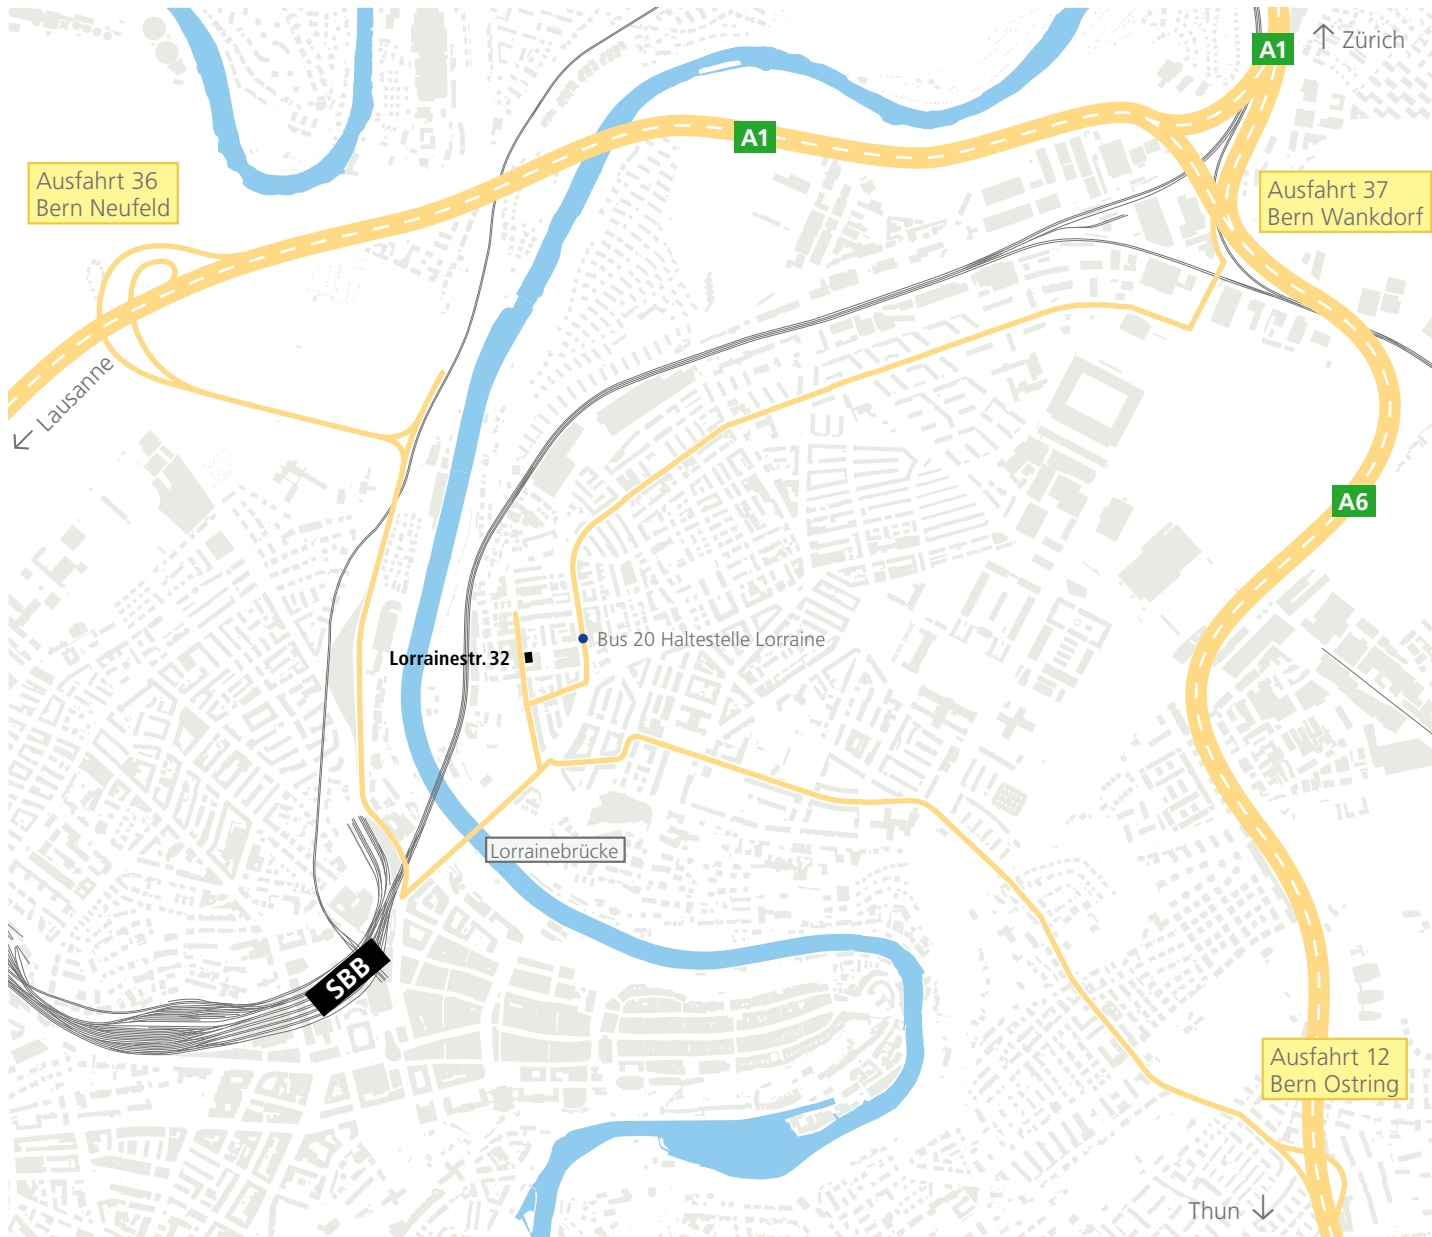 A1
Zürich
A1
Ausfahrt 36
Bern Neufeld
Ausfahrt 37
Bern Wankdorf
Lausanne
A6
Bus 20 Haltestelle Lorraine
Lorrainestr. 32
Lorrainebrücke
SBB
Ausfahrt 12
Bern Ostring
Thun